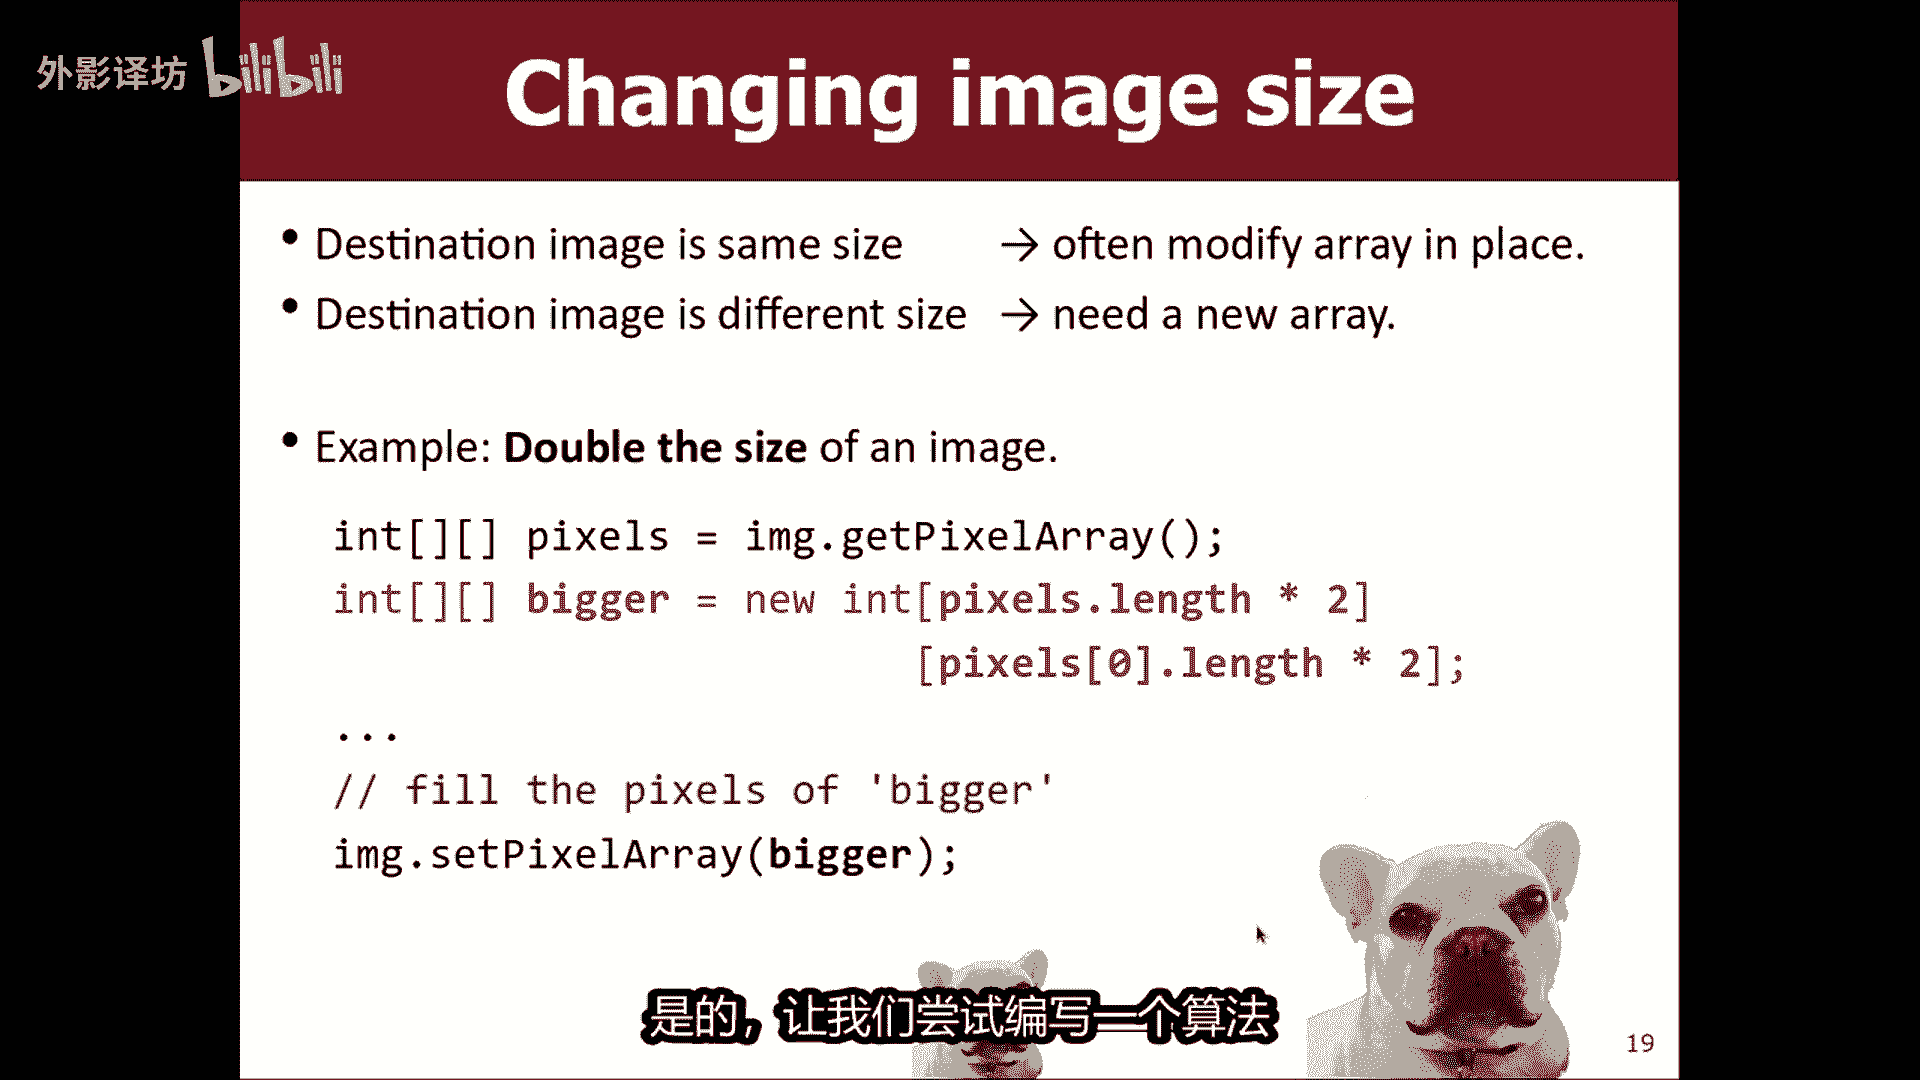 外影译坊 bilibili
Changing image size
• Destination image is same size → often modify array in place.
• Destination image is different size → need a new array.
• Example: Double the size of an image.
int[][] pixels = img.getPixelArray();
int[][] bigger = new int[pixels.length * 2]
[pixels[0].length * 2];
...
// fill the pixels of 'bigger'
img.setPixelArray(bigger);
是的，让我们尝试编写一个算法
19